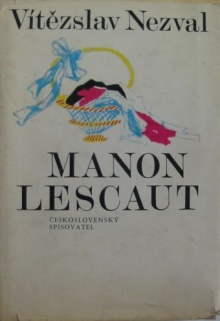 Vítězslav Nezval
MANON
LESCAUT
ČESKOSLOVENSKÝ
SPISOVATEL